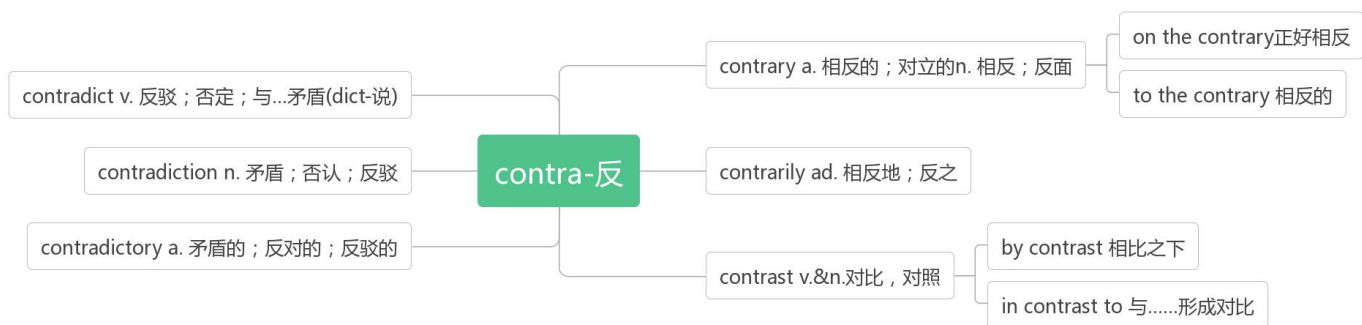 contra-反
contrary a. 相反的；对立的n. 相反；反面
on the contrary正好相反
to the contrary 相反的
contrarily ad. 相反地；反之
contrast v.&n.对比，对照
by contrast 相比之下
in contrast to 与......形成对比
contradict v. 反驳；否定；与...矛盾(dict-说)
contradiction n. 矛盾；否认；反驳
contradictory a. 矛盾的；反对的；反驳的